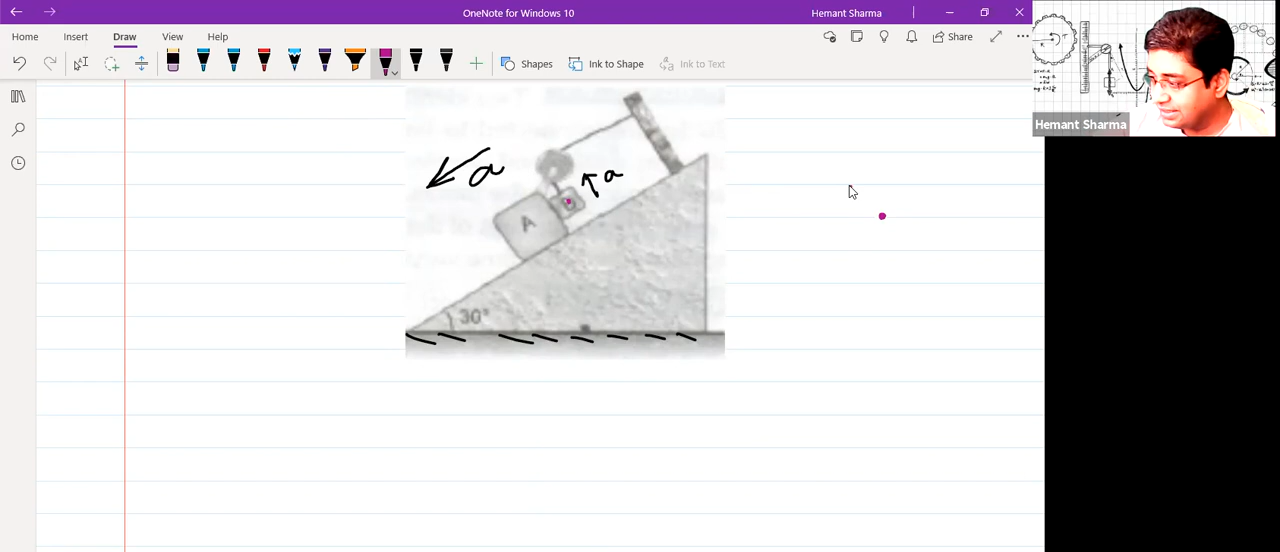 OneNote for Windows 10
Hemant Sharma
Home Insert Draw View Help
Share
Shapes Ink to Shape Ink to Text
Hemant Sharma
a
a
A
30°